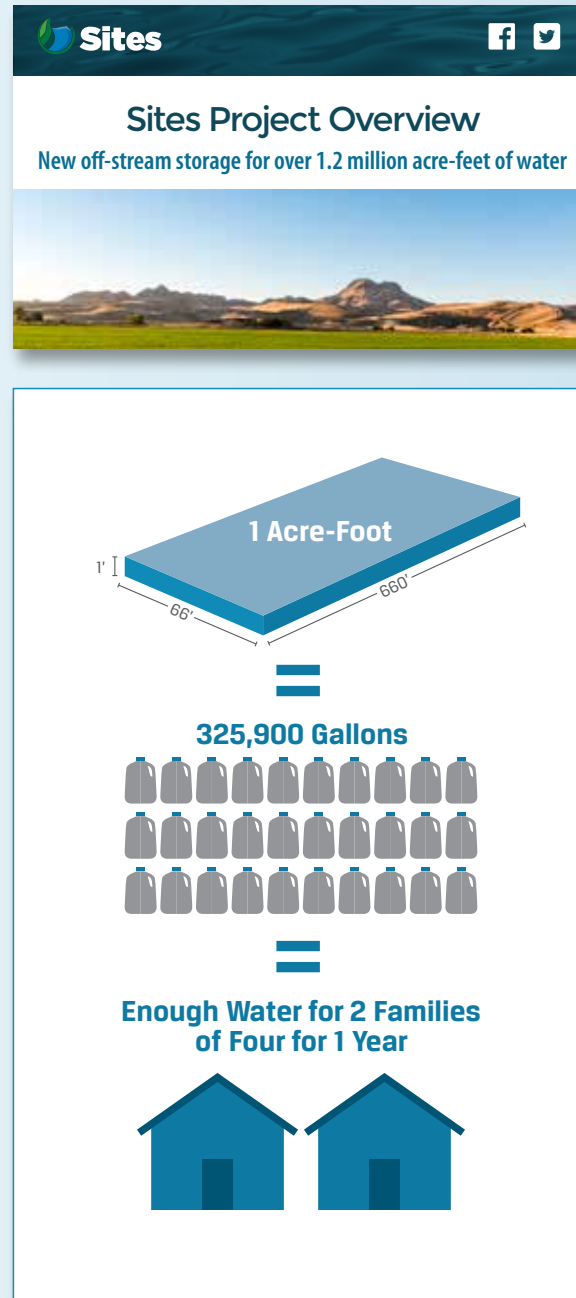 Sites
Sites Project Overview
New off-stream storage for over 1.2 million acre-feet of water
1 Acre-Foot
1'
66'
660'
325,900 Gallons
Enough Water for 2 Families
of Four for 1 Year